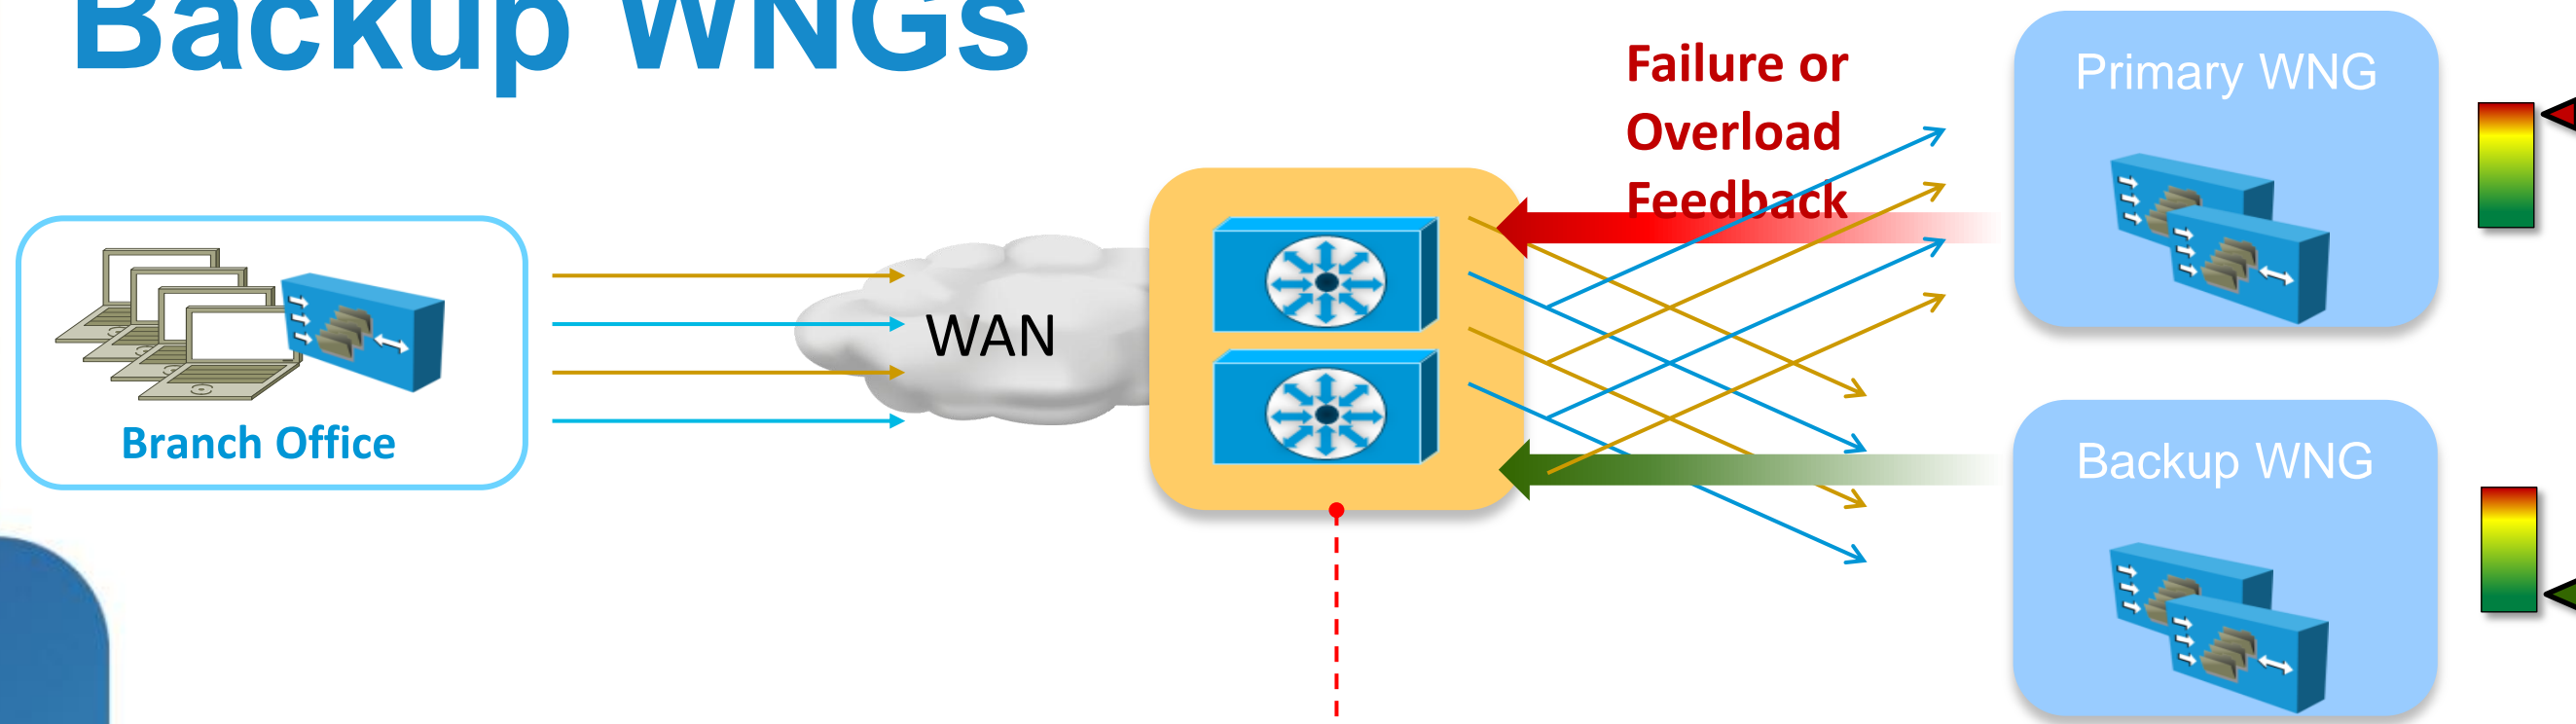 Backup WNGs
Failure or
Overload
Feedback
Primary WNG
WAN
Branch Office
Backup WNG